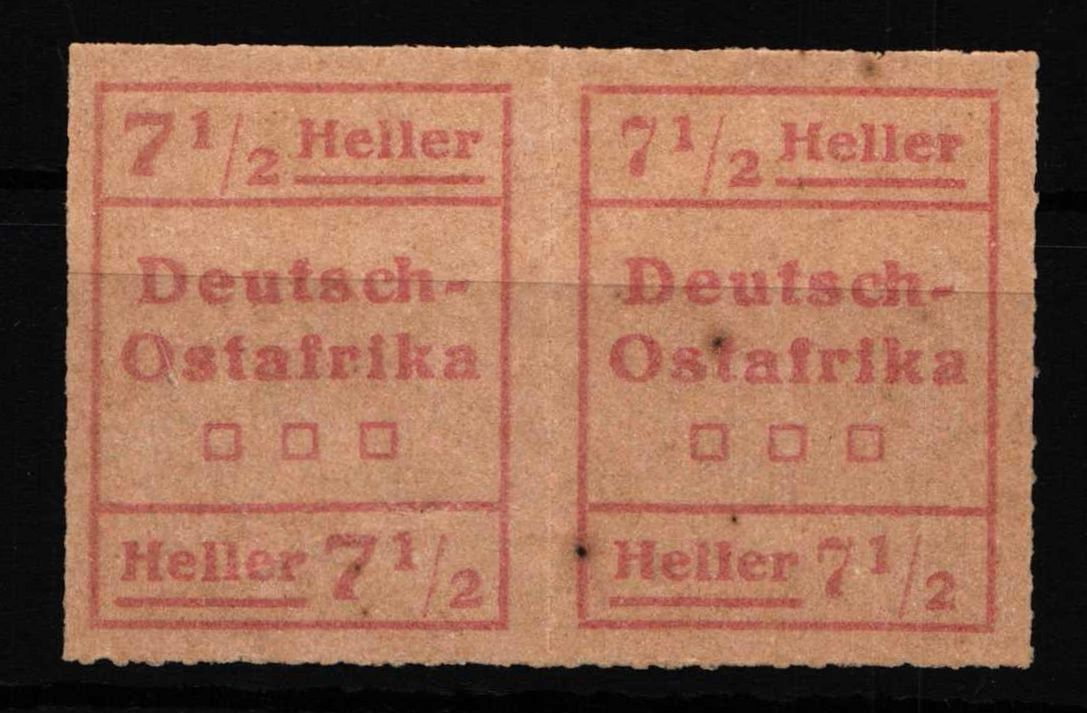 7 1/2 Heller
Deutsch-
Ostafrika
Heller 7 1/2
7 1/2 Heller
Deutsch-
Ostafrika
Heller 7 1/2